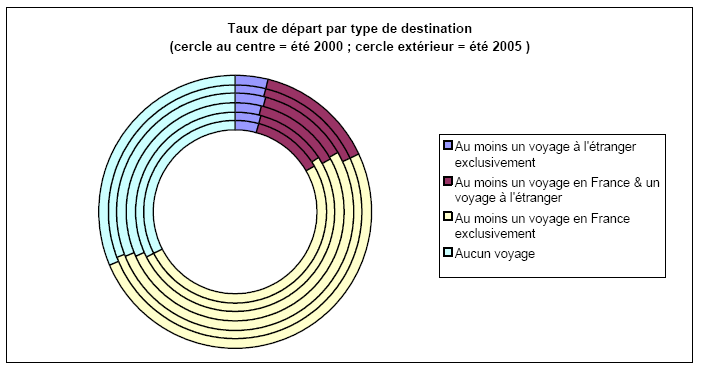 Taux de départ par type de destination
(cercle au centre = été 2000 ; cercle extérieur = été 2005 )
Au moins un voyage à l'étranger
exclusivement
Au moins un voyage en France & un
voyage à l'étranger
Au moins un voyage en France
exclusivement
Aucun voyage